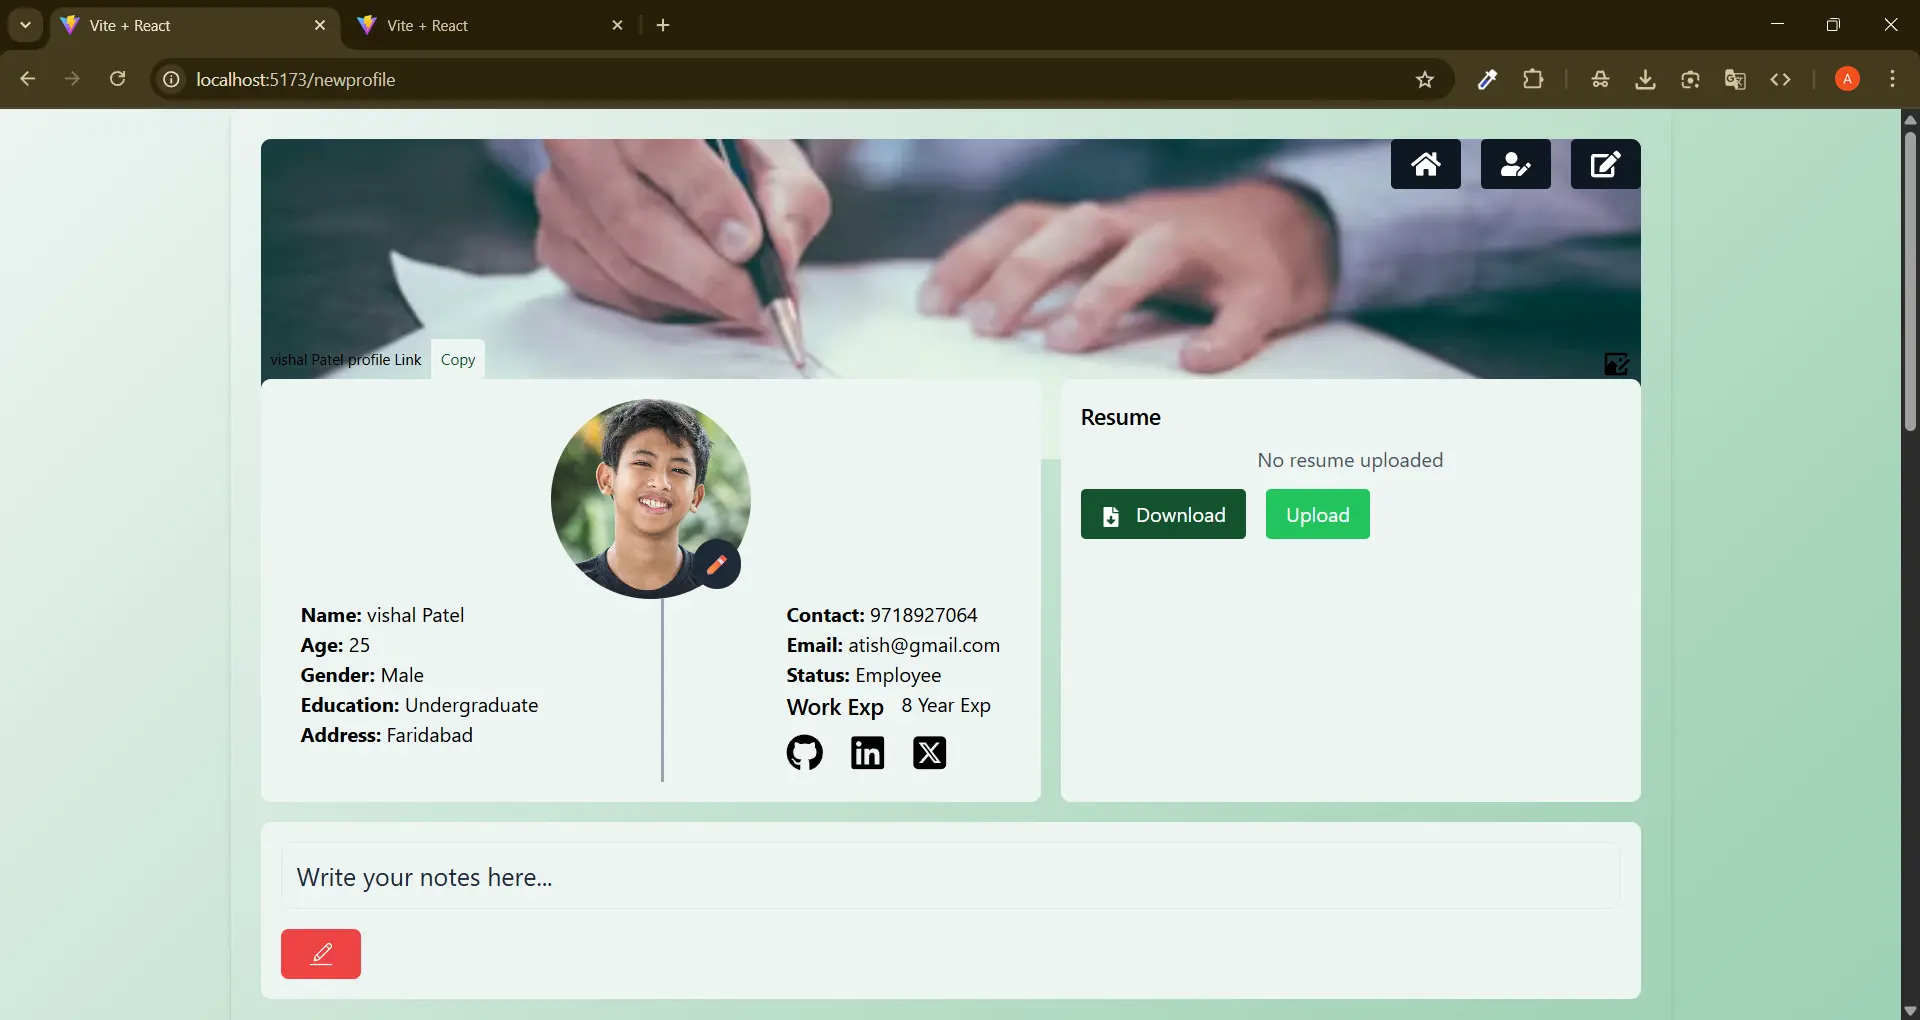 Vite + React
Vite + React
localhost:5173/newprofile
A
vishal Patel profile Link
Copy
Resume
No resume uploaded
Download
Upload
Name: vishal Patel
Age: 25
Gender: Male
Education: Undergraduate
Address: Faridabad
Contact: 9718927064
Email: atish@gmail.com
Status: Employee
Work Exp 8 Year Exp
in
X
Write your notes here...